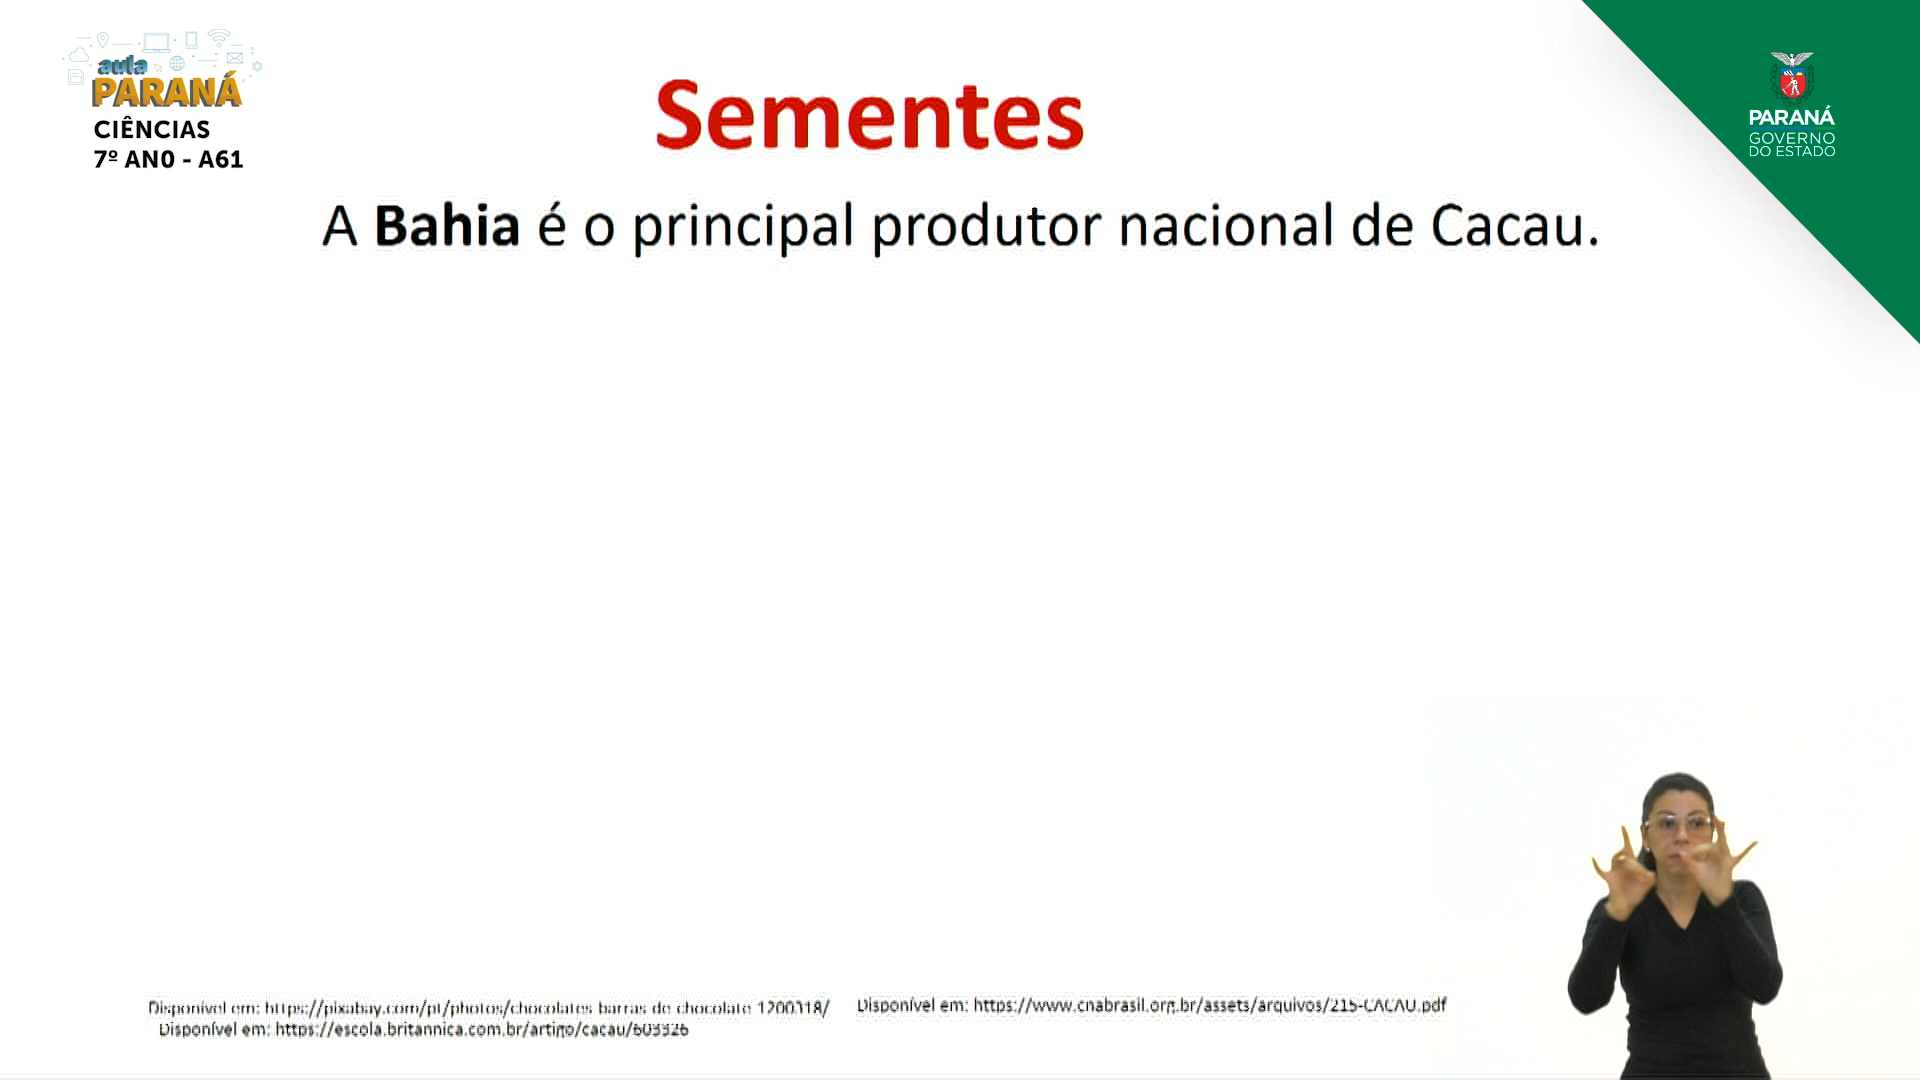 aula
PARANÁ
CIÊNCIAS
7º AN0 - A61
Sementes
PARANÁ
GOVERNO
DO ESTADO
A Bahia é o principal produtor nacional de Cacau.
Disponível em: https://pixabay.com/pt/photos/chocolates-barras-de-chocolate-1200318/
Disponível em: https://www.cnabrasil.org.br/assets/arquivos/215-CACAU.pdf
Disponível em: https://escola.britannica.com.br/artigo/cacau/603326